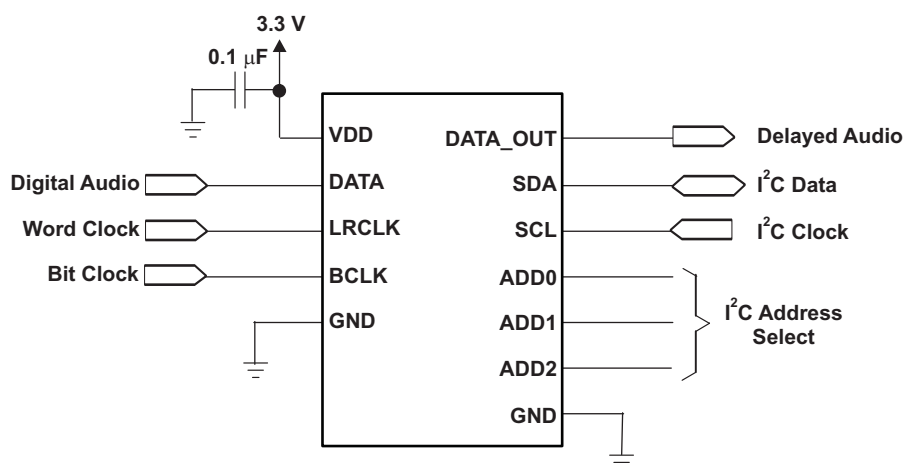 3.3 V
0.1 μF
VDD
DATA_OUT
Delayed Audio
Digital Audio
DATA
SDA
I²C Data
Word Clock
LRCLK
SCL
I²C Clock
Bit Clock
BCLK
ADD0
GND
ADD1
I²C Address
Select
ADD2
GND